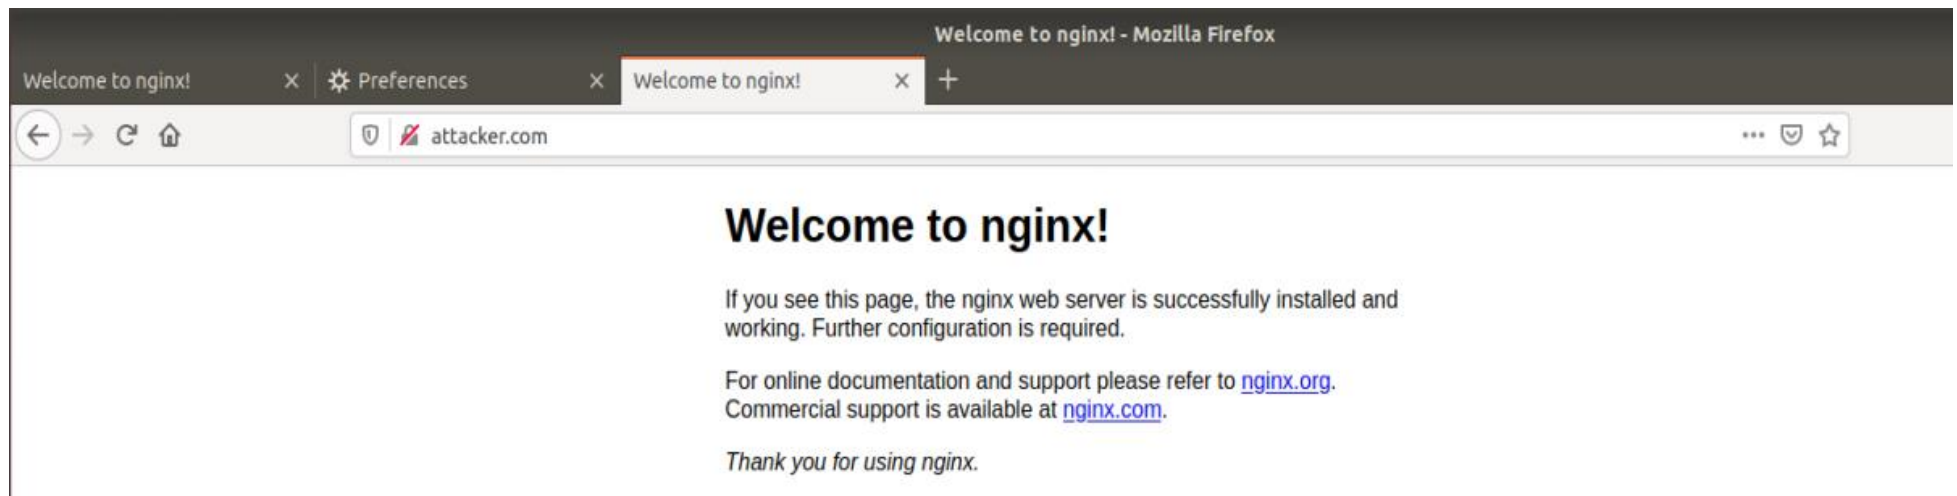 Welcome to nginx! - Mozilla Firefox
Welcome to nginx!
Preferences
Welcome to nginx!
attacker.com
Welcome to nginx!
If you see this page, the nginx web server is successfully installed and
working. Further configuration is required.
For online documentation and support please refer to nginx.org.
Commercial support is available at nginx.com.
Thank you for using nginx.